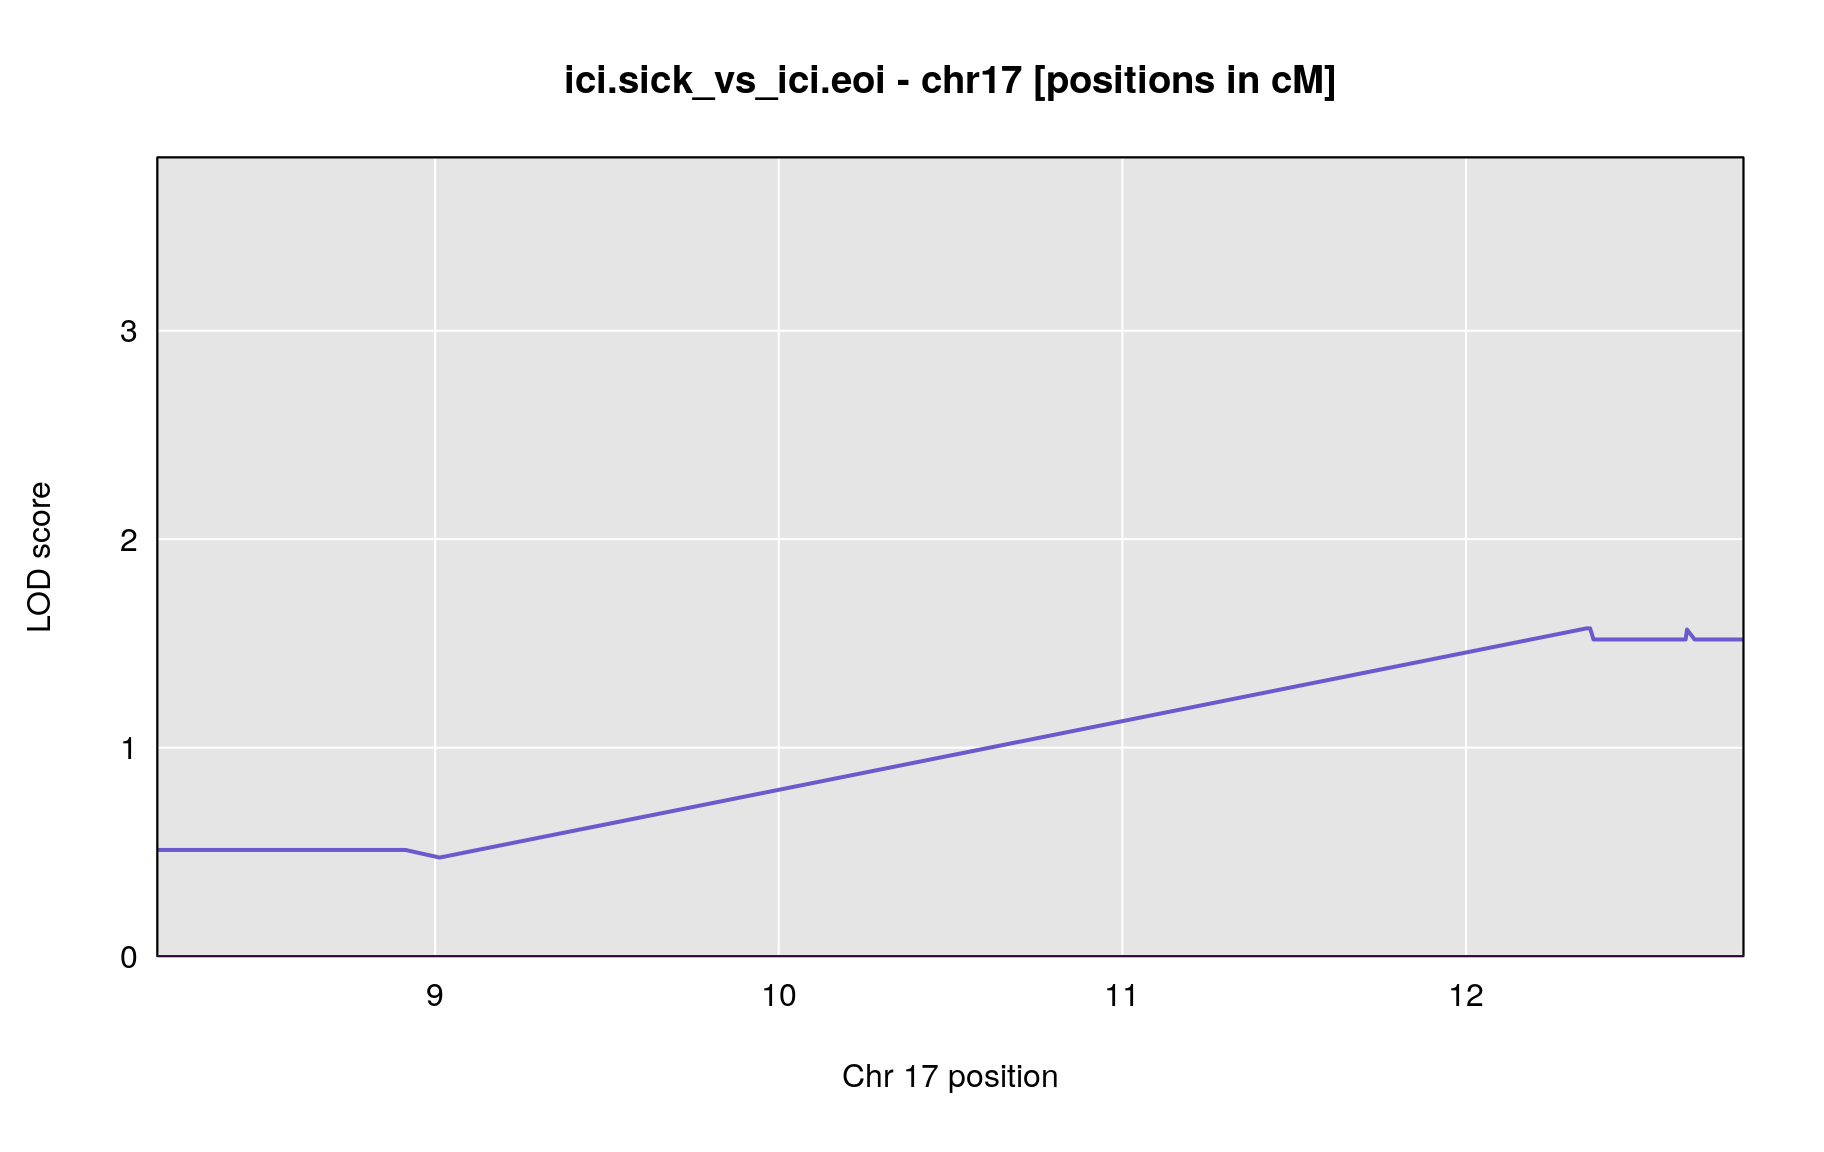 ici.sick_vs_ici.eoi - chr17 [positions in cM]
3
2
1
0
LOD score
9 10 11 12
Chr 17 position